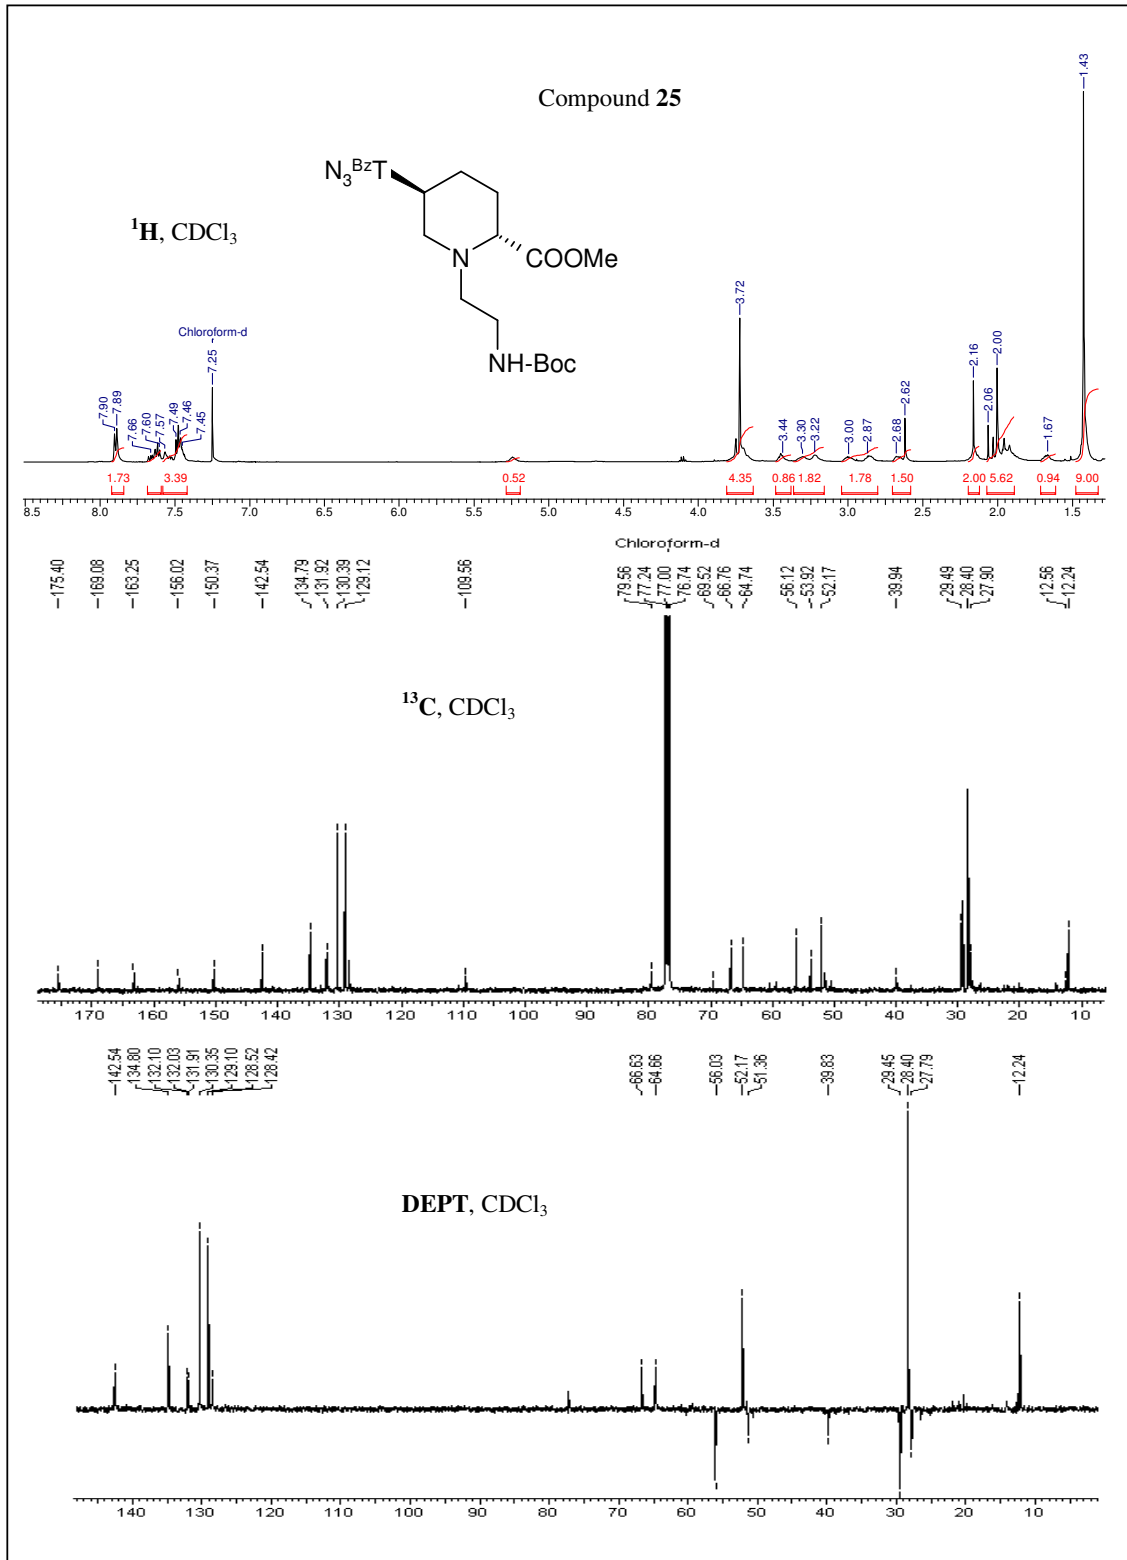 Compound 25
N3BzT
N
COOMe
NH-Boc
1H, CDCl3
Chloroform-d
7.90 7.89 7.66 7.60 7.57 7.49 7.46 7.45 7.25 3.72 3.44 3.30 3.22 3.00 2.87 2.68 2.62 2.16 2.06 2.00 1.67 1.43
1.73 3.39 0.52 4.35 0.86 1.82 1.78 1.50 2.00 5.62 0.94 9.00
8.5 8.0 7.5 7.0 6.5 6.0 5.5 5.0 4.5 4.0 3.5 3.0 2.5 2.0 1.5
Chloroform-d
175.40 169.08 163.25 156.02 150.37 142.54 134.79 131.92 130.39 129.12 109.56 79.56 77.24 77.00 76.74 69.52 66.76 64.74 56.12 53.92 52.17 39.94 29.49 28.40 27.90 12.56 12.24
13C, CDCl3
170 160 150 140 130 120 110 100 90 80 70 60 50 40 30 20 10
142.54 134.80 132.10 132.03 131.91 130.35 129.10 128.52 128.42 66.63 64.66 56.03 52.17 51.36 39.83 29.45 28.40 27.79 12.24
DEPT, CDCl3
140 130 120 110 100 90 80 70 60 50 40 30 20 10